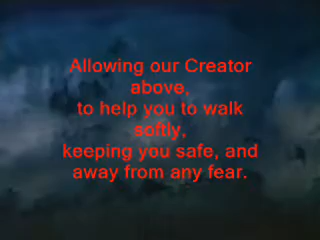 Allowing our Creator
above,
to help you to walk
softly,
keeping you safe, and
away from any fear.